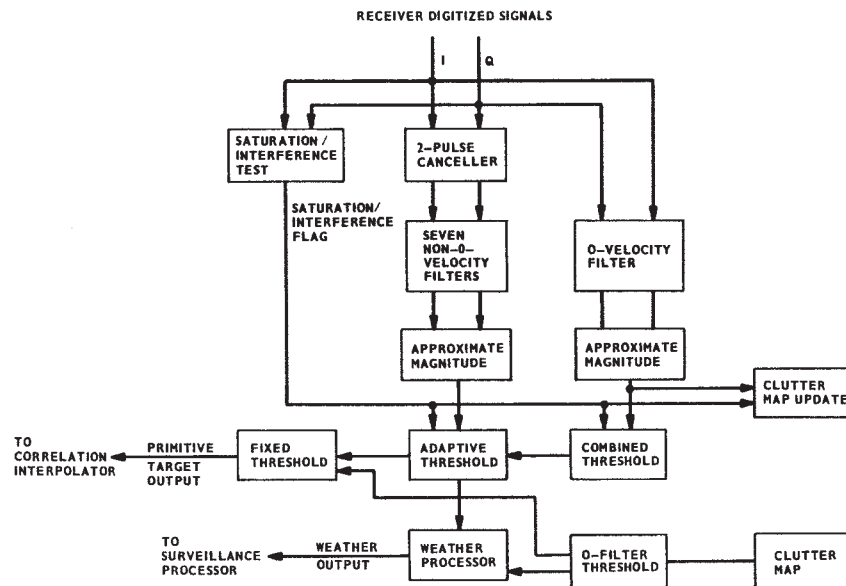 RECEIVER DIGITIZED SIGNALS
I
Q
SATURATION /
INTERFERENCE
TEST
2-PULSE
CANCELLER
SATURATION/
INTERFERENCE
FLAG
SEVEN
NON-0-
VELOCITY
FILTERS
0-VELOCITY
FILTER
APPROXIMATE
MAGNITUDE
APPROXIMATE
MAGNITUDE
CLUTTER
MAP UPDATE
TO
CORRELATION
INTERPOLATOR
PRIMITIVE
TARGET
OUTPUT
FIXED
THRESHOLD
ADAPTIVE
THRESHOLD
COMBINED
THRESHOLD
TO
SURVEILLANCE
PROCESSOR
WEATHER
OUTPUT
WEATHER
PROCESSOR
0-FILTER
THRESHOLD
CLUTTER
MAP